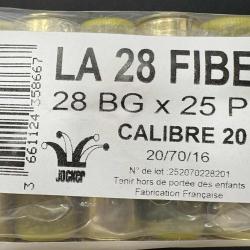 LA 28 FIBE
28 BG x 25 P
CALIBRE 20
20/70/16
N° de lot :252070228201
Tenir hors de portée des enfants
Fabrication Française
JOCKER
3 661124 358667